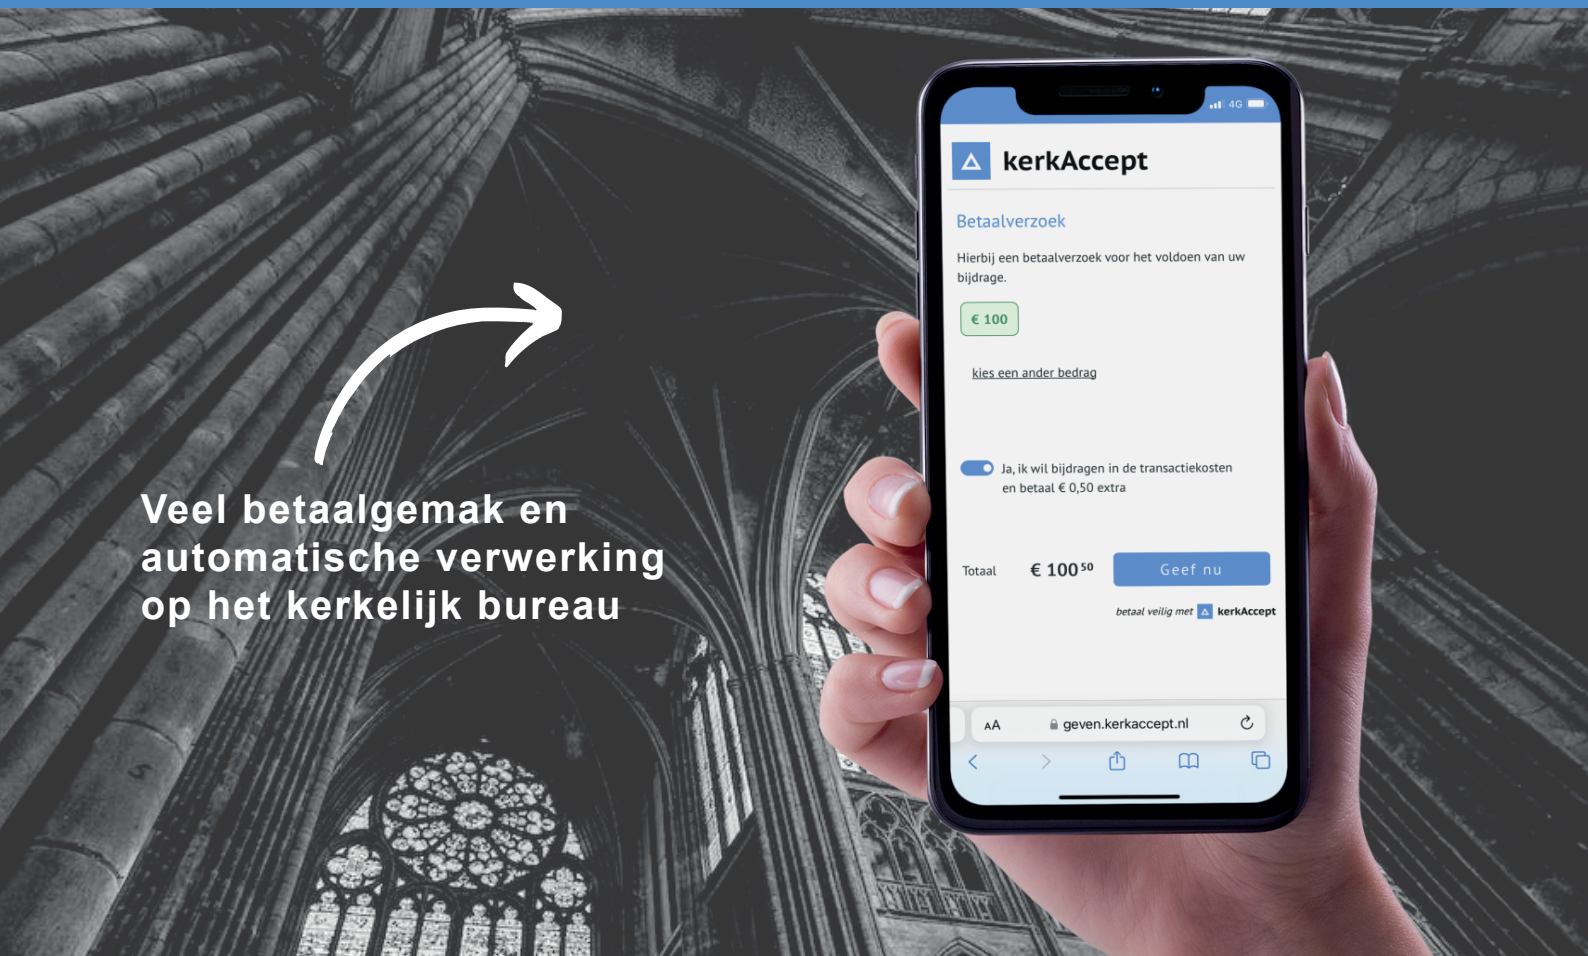 Veel betaalgemak en
automatische verwerking
op het kerkelijk bureau
4G
kerkAccept
Betaalverzoek
Hierbij een betaalverzoek voor het voldoen van uw
bijdrage.
€ 100
kies een ander bedrag
Ja, ik wil bijdragen in de transactiekosten
en betaal € 0,50 extra
Totaal € 100 50 Geef nu
betaal veilig met kerkAccept
AA geven.kerkaccept.nl